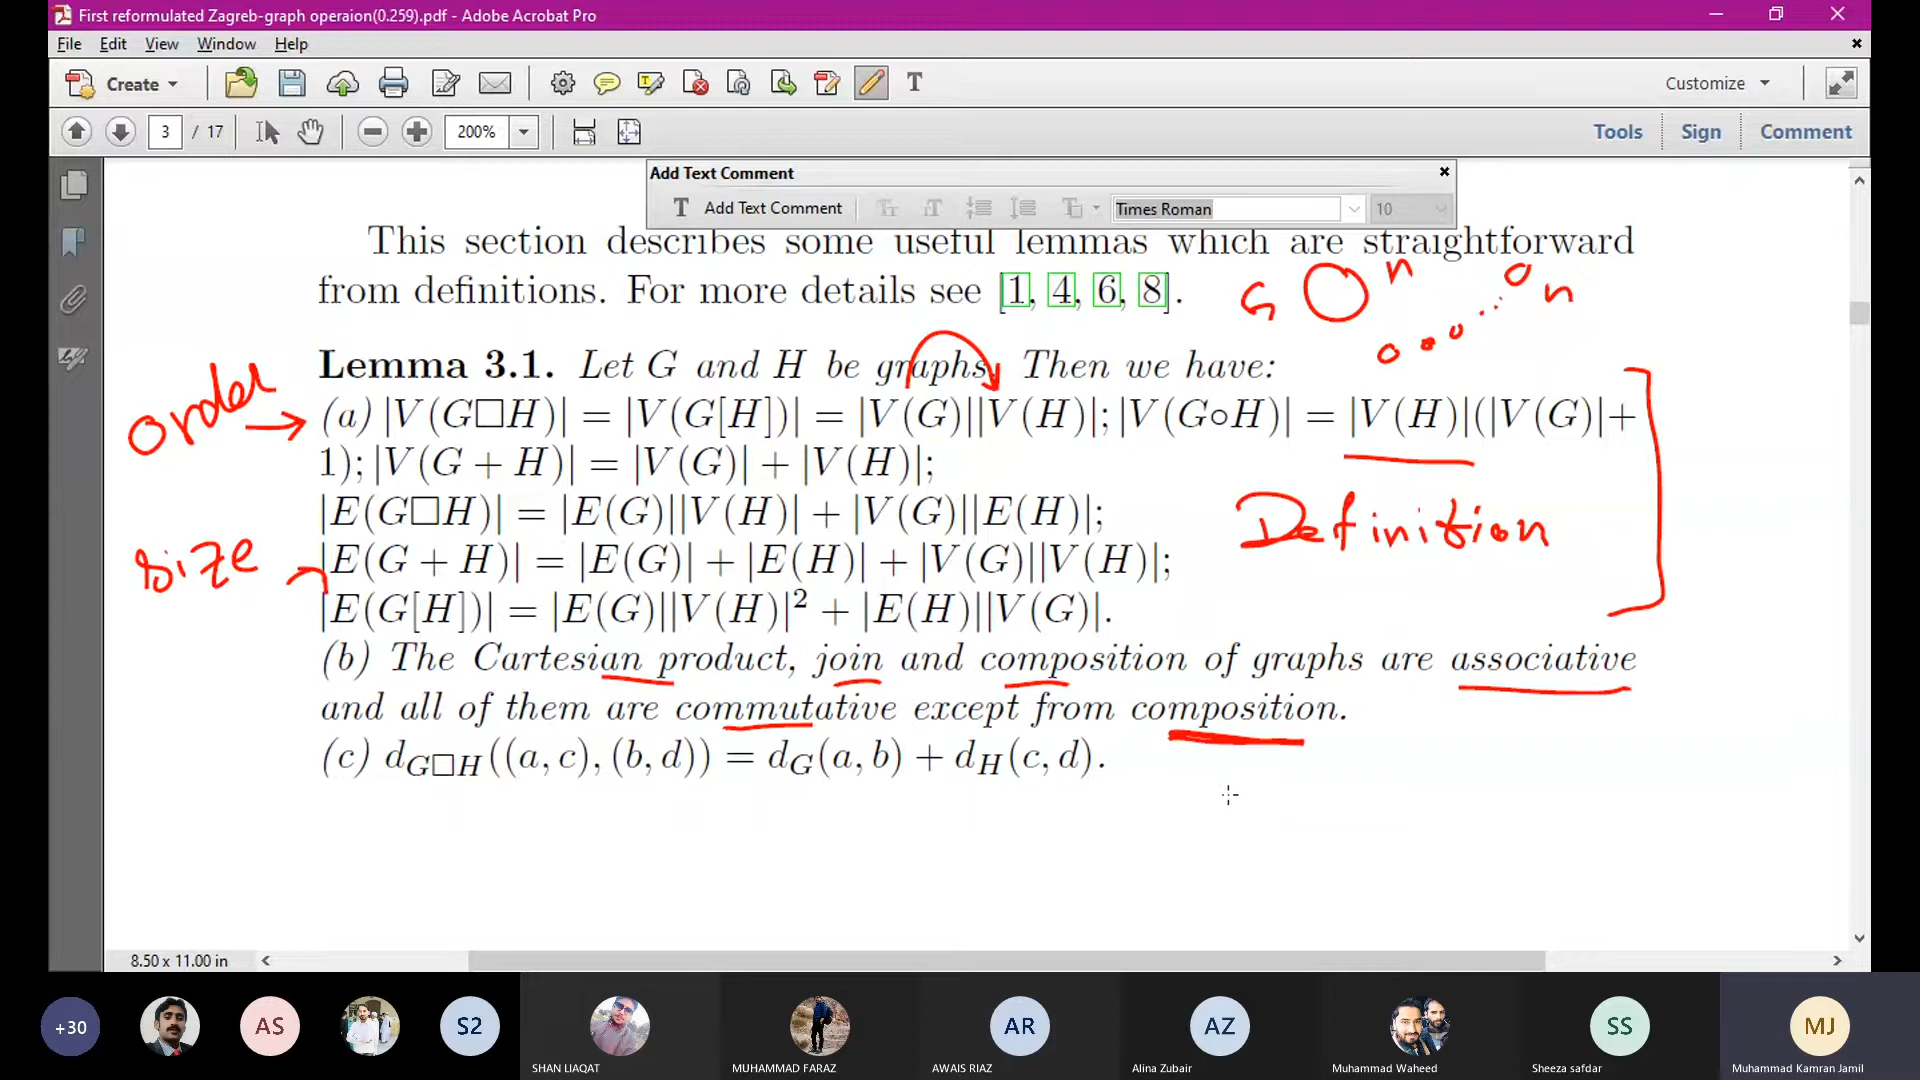 First reformulated Zagreb-graph operaion(0.259).pdf - Adobe Acrobat Pro
File Edit View Window Help
Create Customize
3 / 17 200% Tools Sign Comment
Add Text Comment
T Add Text Comment Times Roman 10
This section describes some useful lemmas which are straightforward
from definitions. For more details see [1, 4, 6, 8].
G n n
Lemma 3.1. Let G and H be graphs. Then we have:
order
(a) |V(G□H)| = |V(G[H])| = |V(G)||V(H)|; |V(G∘H)| = |V(H)|(|V(G)|+
1); |V(G + H)| = |V(G)| + |V(H)|;
|E(G□H)| = |E(G)||V(H)| + |V(G)||E(H)|;
Definition
size
|E(G + H)| = |E(G)| + |E(H)| + |V(G)||V(H)|;
|E(G[H])| = |E(G)||V(H)|² + |E(H)||V(G)|.
(b) The Cartesian product, join and composition of graphs are associative
and all of them are commutative except from composition.
(c) d_{G□H}((a, c), (b, d)) = d_G(a, b) + d_H(c, d).
8.50 x 11.00 in
+30 AS S2 AR AZ SS MJ
SHAN LIAQAT MUHAMMAD FARAZ AWAIS RIAZ Alina Zubair Muhammad Waheed Sheeza safdar Muhammad Kamran Jamil